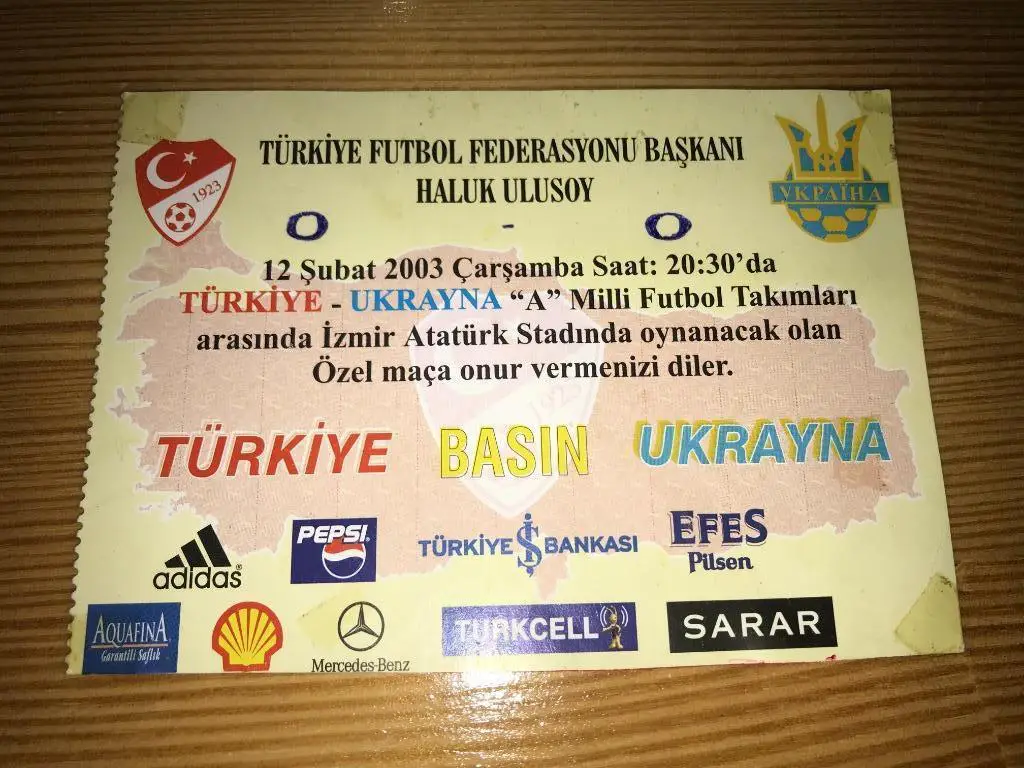 TÜRKİYE FUTBOL FEDERASYONU BAŞKANI
HALUK ULUSOY
1923
УКРАЇНА
0 - 0
12 Şubat 2003 Çarşamba Saat: 20:30’da
TÜRKİYE - UKRAYNA “A” Milli Futbol Takımları
arasında İzmir Atatürk Stadında oynanacak olan
Özel maça onur vermenizi diler.
1923
TÜRKİYE BASIN UKRAYNA
adidas
PEPSI
TÜRKİYE İŞ BANKASI
EFES
Pilsen
AQUAFINA
Garantili Saflık
Mercedes-Benz
TURKCELL
SARAR